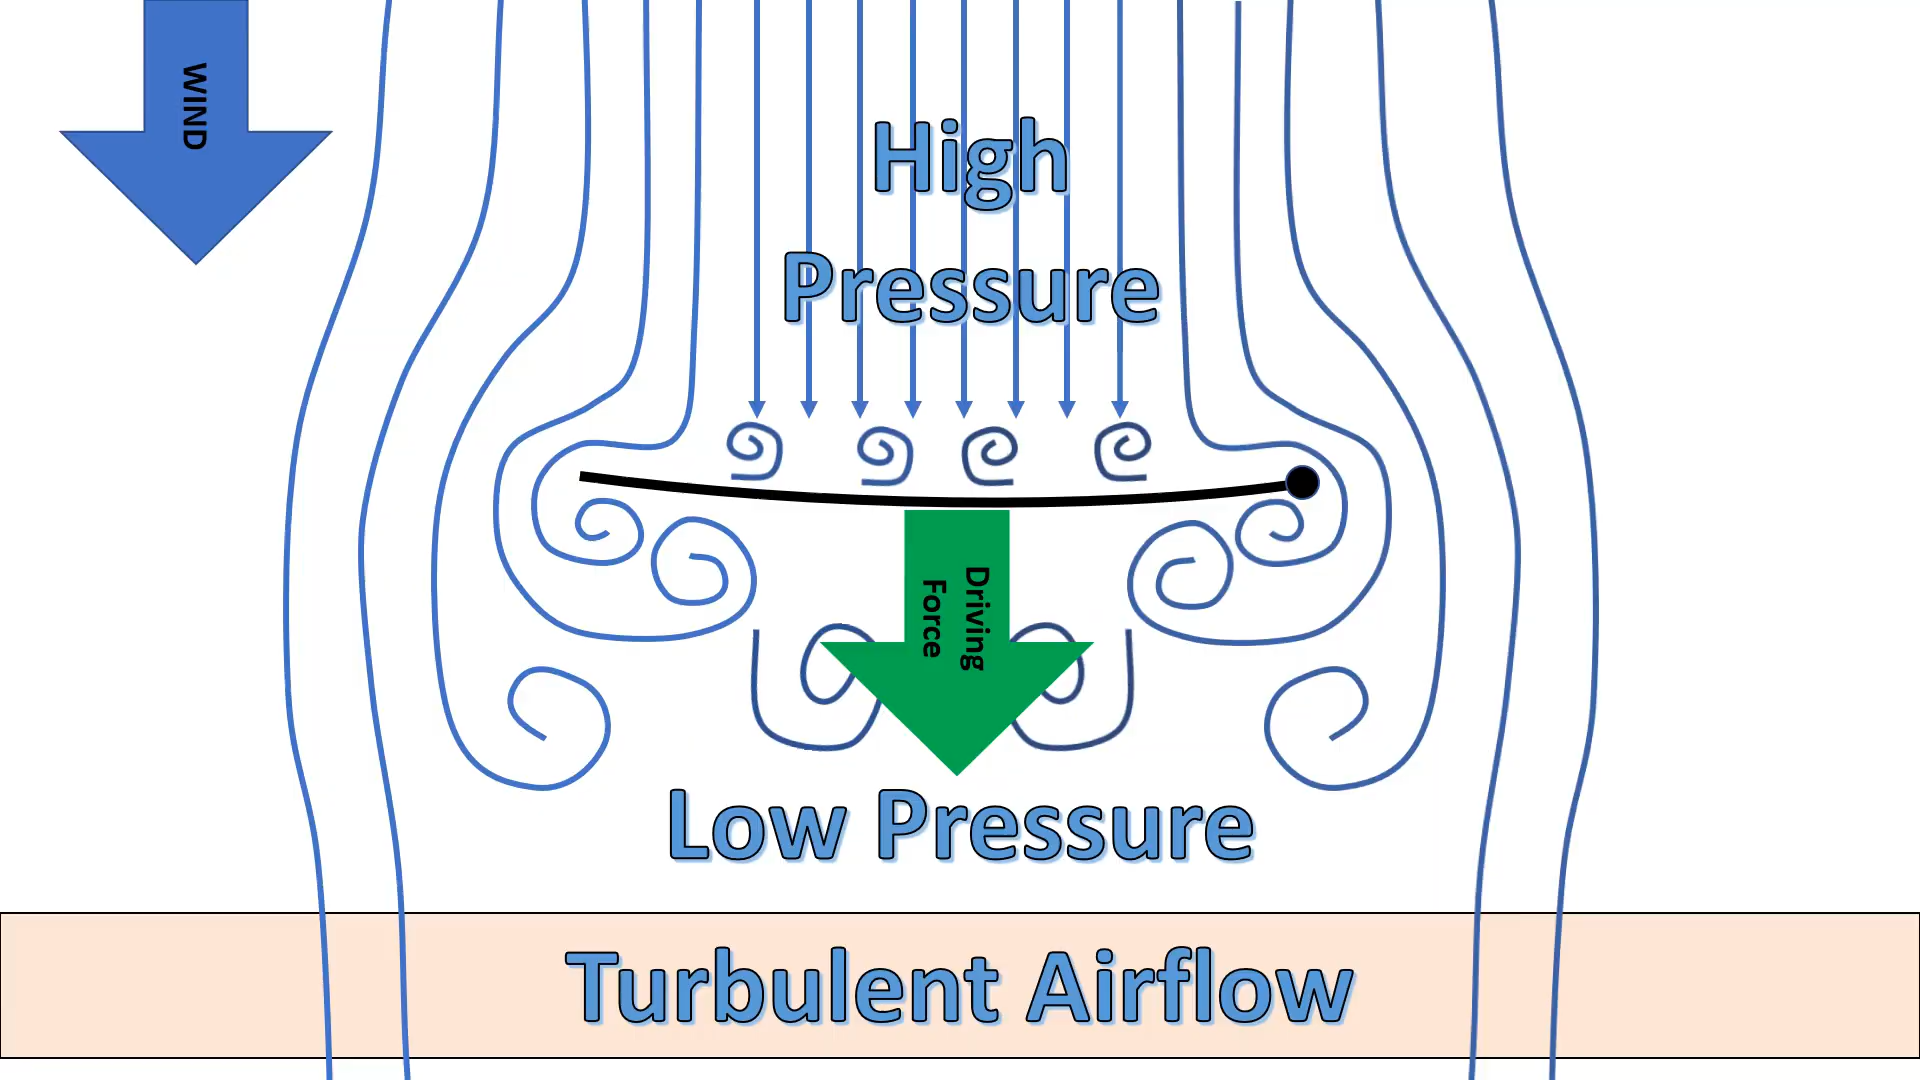 WIND
High
Pressure
Driving
Force
Low Pressure
Turbulent Airflow